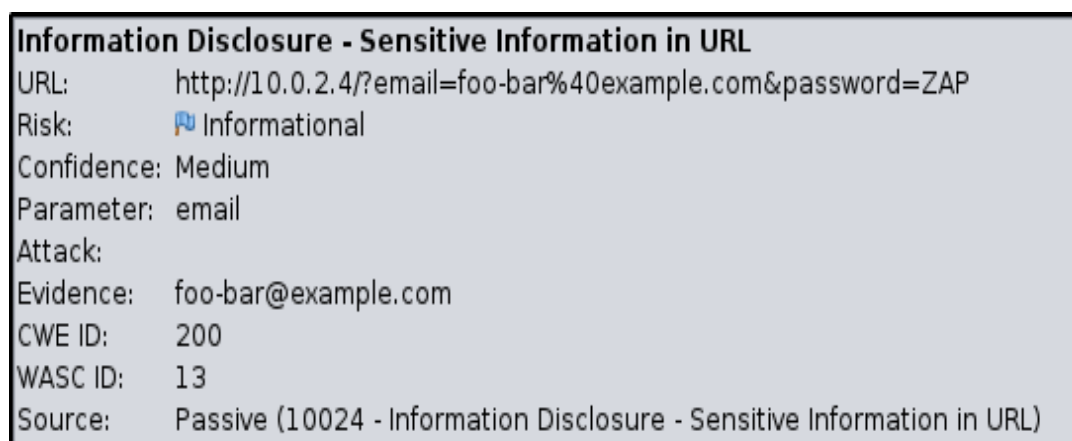 Information Disclosure - Sensitive Information in URL
URL: http://10.0.2.4/?email=foo-bar%40example.com&password=ZAP
Risk: Informational
Confidence: Medium
Parameter: email
Attack:
Evidence: foo-bar@example.com
CWE ID: 200
WASC ID: 13
Source: Passive (10024 - Information Disclosure - Sensitive Information in URL)